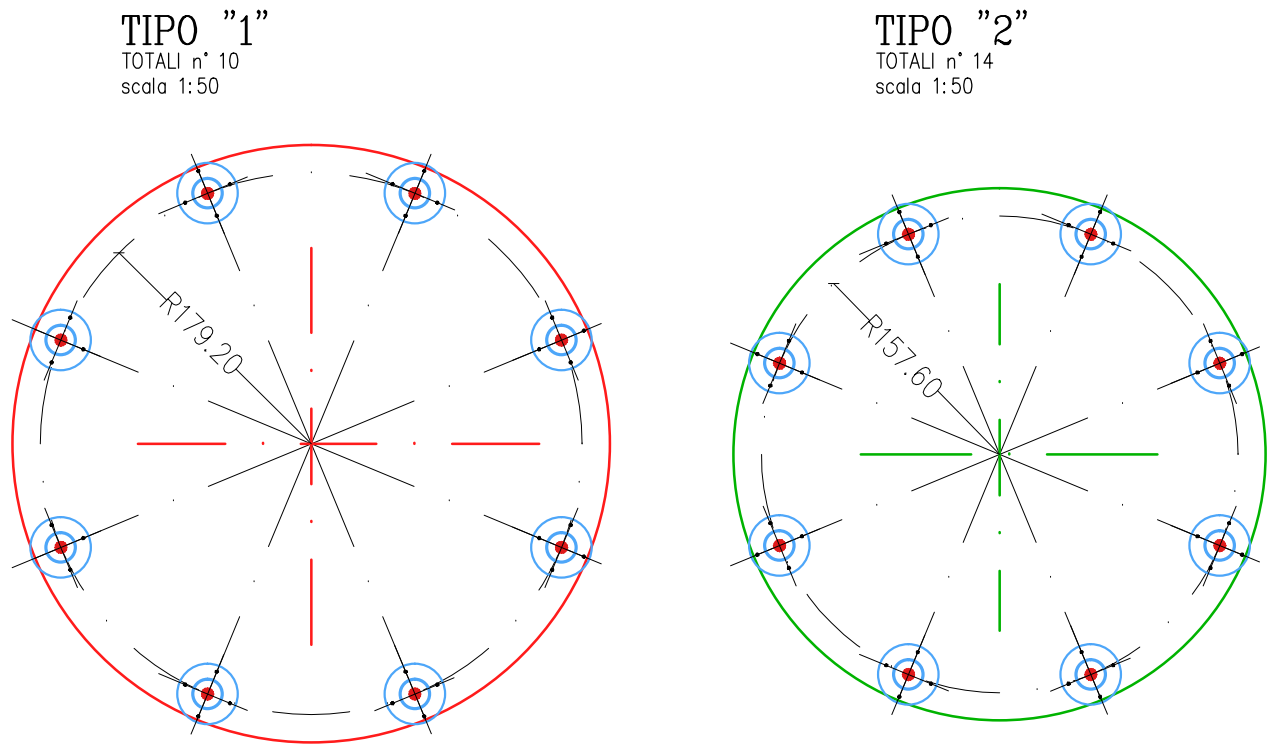 TIPO "1"
TOTALI n° 10
scala 1:50
R179.20
TIPO "2"
TOTALI n° 14
scala 1:50
R157.60